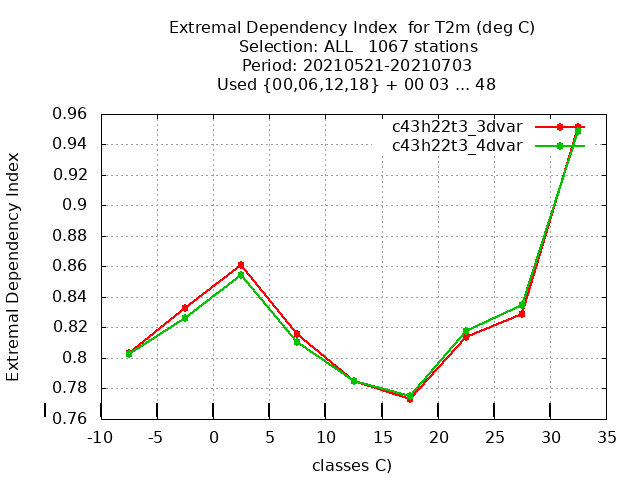 Extremal Dependency Index  for T2m (deg C)
Selection: ALL   1067 stations
Period: 20210521-20210703
Used {00,06,12,18} + 00 03 ... 48
c43h22t3_3dvar
c43h22t3_4dvar
Extremal Dependency Index
0.96
0.94
0.92
0.9
0.88
0.86
0.84
0.82
0.8
0.78
0.76
-10 -5 0 5 10 15 20 25 30 35
classes C)